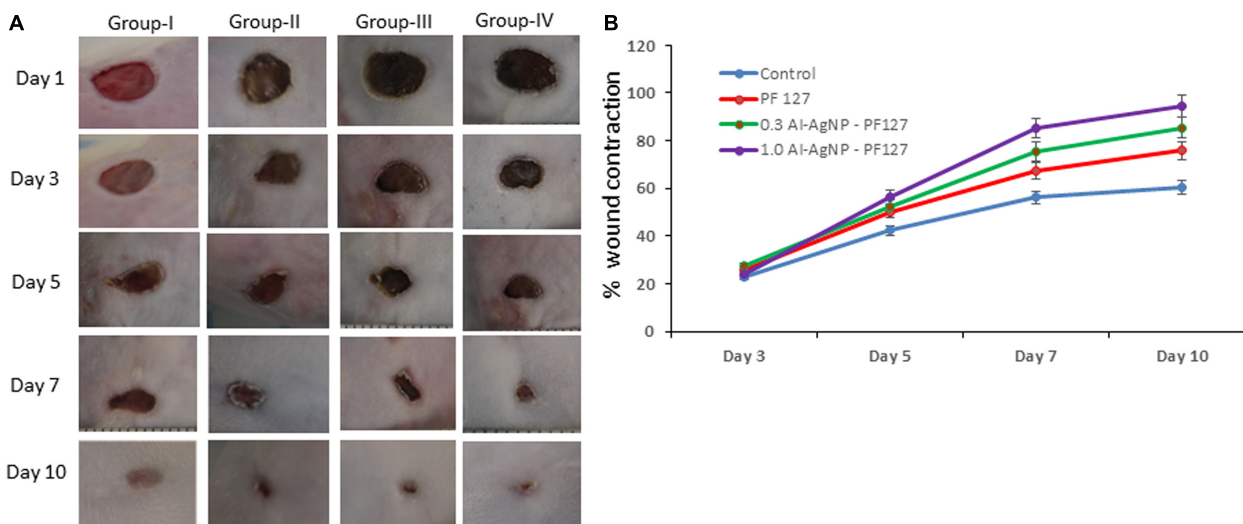 A
Group-I Group-II Group-III Group-IV
Day 1
Day 3
Day 5
Day 7
Day 10
B
% wound contraction
120
100
80
60
40
20
0
Control
PF 127
0.3 AI-AgNP - PF127
1.0 AI-AgNP - PF127
Day 3 Day 5 Day 7 Day 10